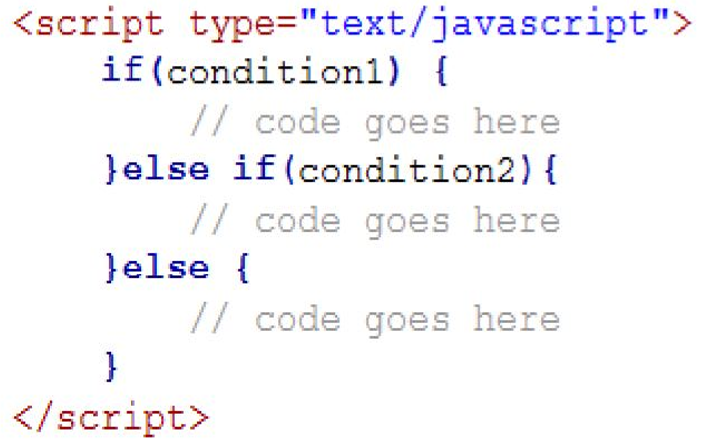 <script type="text/javascript">
    if(condition1) {
        // code goes here
    }else if(condition2){
        // code goes here
    }else {
        // code goes here
    }
</script>